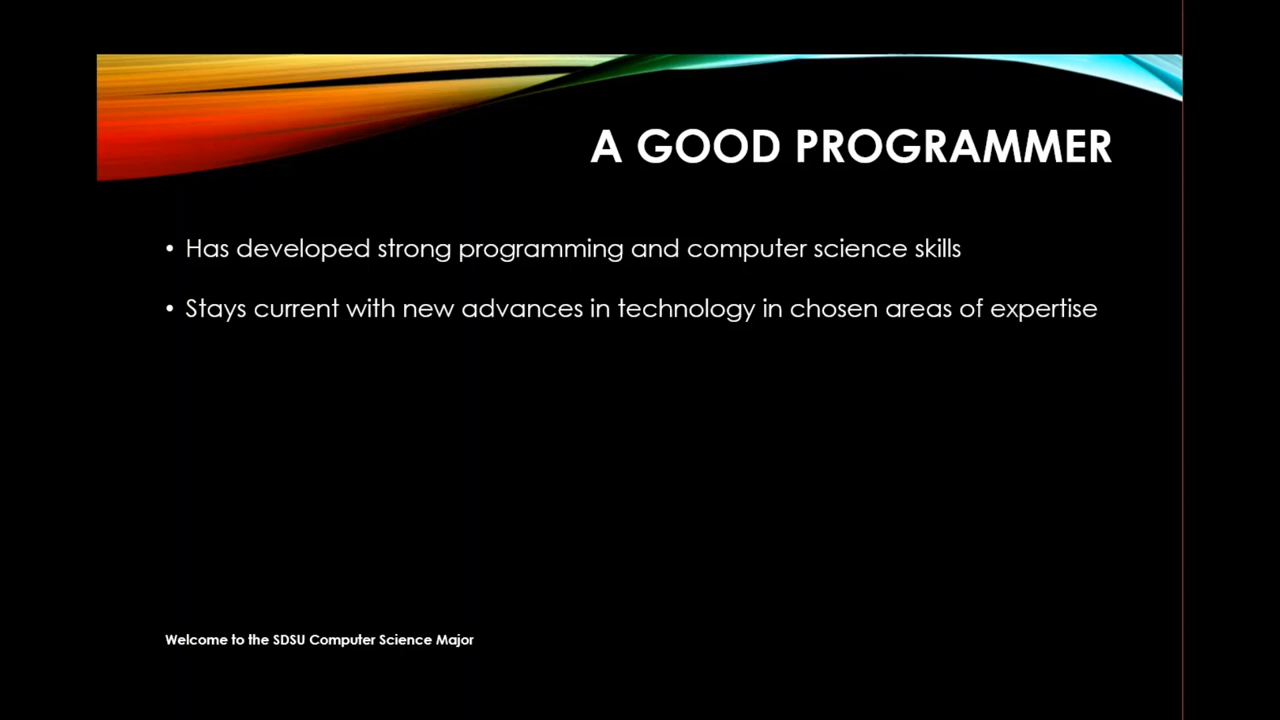 A GOOD PROGRAMMER
• Has developed strong programming and computer science skills
• Stays current with new advances in technology in chosen areas of expertise
Welcome to the SDSU Computer Science Major